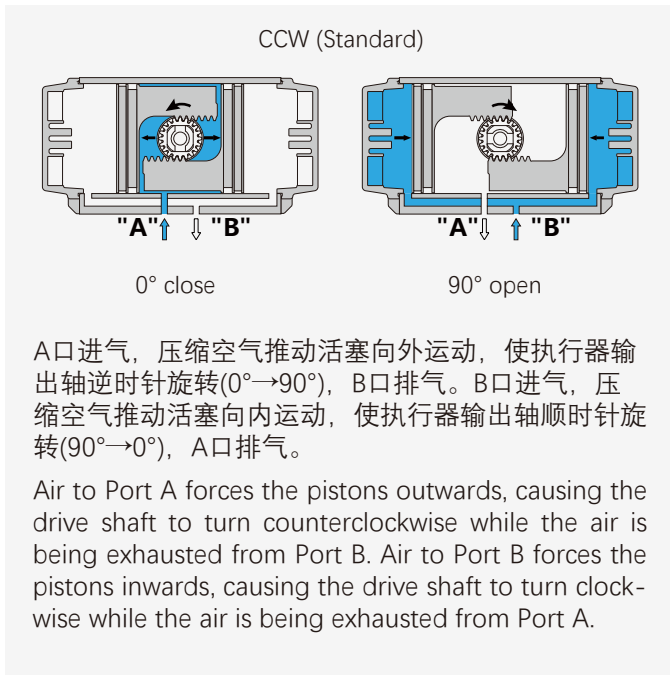 CCW (Standard)
"A" "B" "A" "B"
0° close 90° open
A口进气，压缩空气推动活塞向外运动，使执行器输
出轴逆时针旋转(0°→90°)，B口排气。B口进气，压
缩空气推动活塞向内运动，使执行器输出轴顺时针旋
转(90°→0°)，A口排气。
Air to Port A forces the pistons outwards, causing the
drive shaft to turn counterclockwise while the air is
being exhausted from Port B. Air to Port B forces the
pistons inwards, causing the drive shaft to turn clock-
wise while the air is being exhausted from Port A.